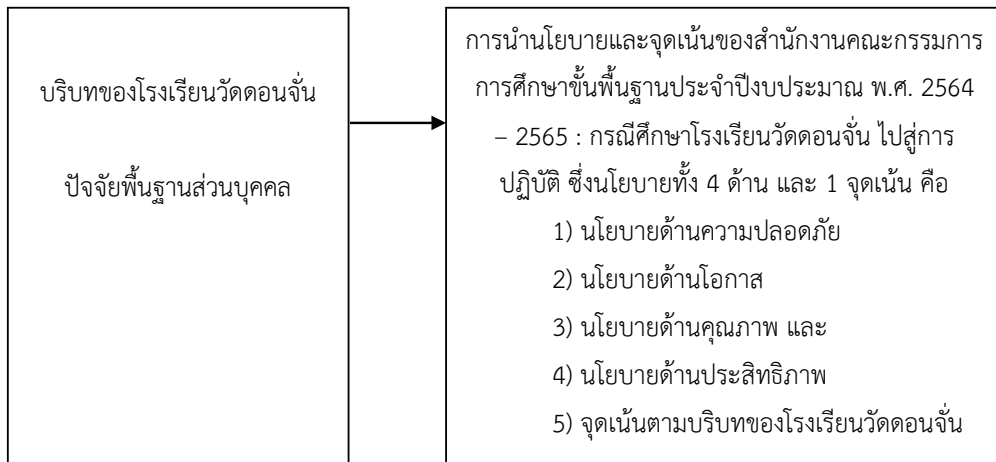 บริบทของโรงเรียนวัดดอนจั่น
ปัจจัยพื้นฐานส่วนบุคคล
การนำนโยบายและจุดเน้นของสำนักงานคณะกรรมการ
การศึกษาขั้นพื้นฐานประจำปีงบประมาณ พ.ศ. 2564
– 2565 : กรณีศึกษาโรงเรียนวัดดอนจั่น ไปสู่การ
ปฏิบัติ ซึ่งนโยบายทั้ง 4 ด้าน และ 1 จุดเน้น คือ
1) นโยบายด้านความปลอดภัย
2) นโยบายด้านโอกาส
3) นโยบายด้านคุณภาพ และ
4) นโยบายด้านประสิทธิภาพ
5) จุดเน้นตามบริบทของโรงเรียนวัดดอนจั่น